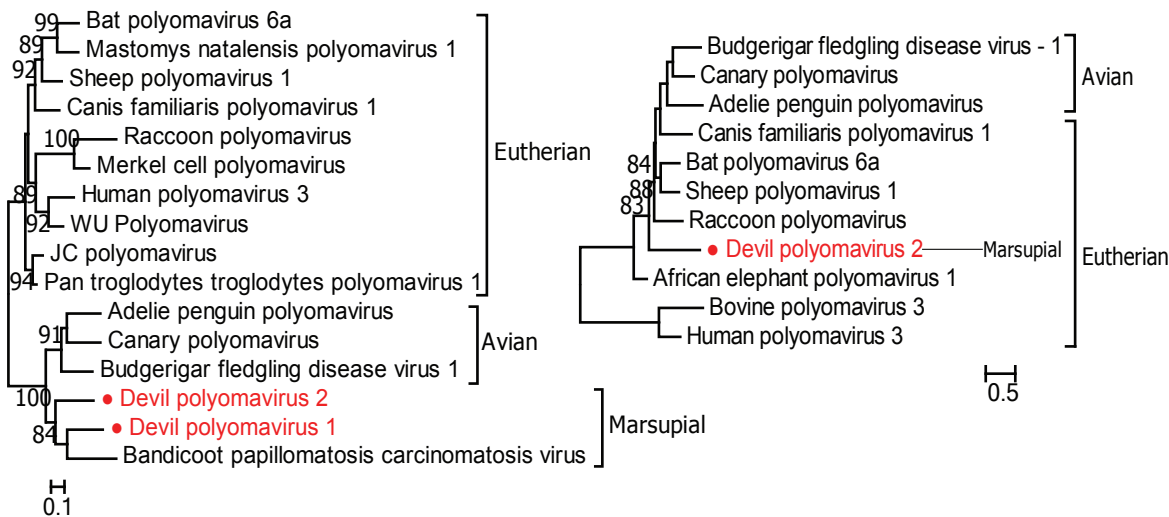 99
Bat polyomavirus 6a
89
Mastomys natalensis polyomavirus 1
92
Sheep polyomavirus 1
Canis familiaris polyomavirus 1
100
Raccoon polyomavirus
Merkel cell polyomavirus
Eutherian
89
Human polyomavirus 3
92
WU Polyomavirus
JC polyomavirus
94
Pan troglodytes troglodytes polyomavirus 1
Adelie penguin polyomavirus
91
Canary polyomavirus
Avian
Budgerigar fledgling disease virus 1
100
Devil polyomavirus 2
Devil polyomavirus 1
Marsupial
84
Bandicoot papillomatosis carcinomatosis virus
0.1
Budgerigar fledgling disease virus - 1
Canary polyomavirus
Avian
Adelie penguin polyomavirus
Canis familiaris polyomavirus 1
84
Bat polyomavirus 6a
88
Sheep polyomavirus 1
83
Raccoon polyomavirus
Devil polyomavirus 2
Marsupial
Eutherian
African elephant polyomavirus 1
Bovine polyomavirus 3
Human polyomavirus 3
0.5